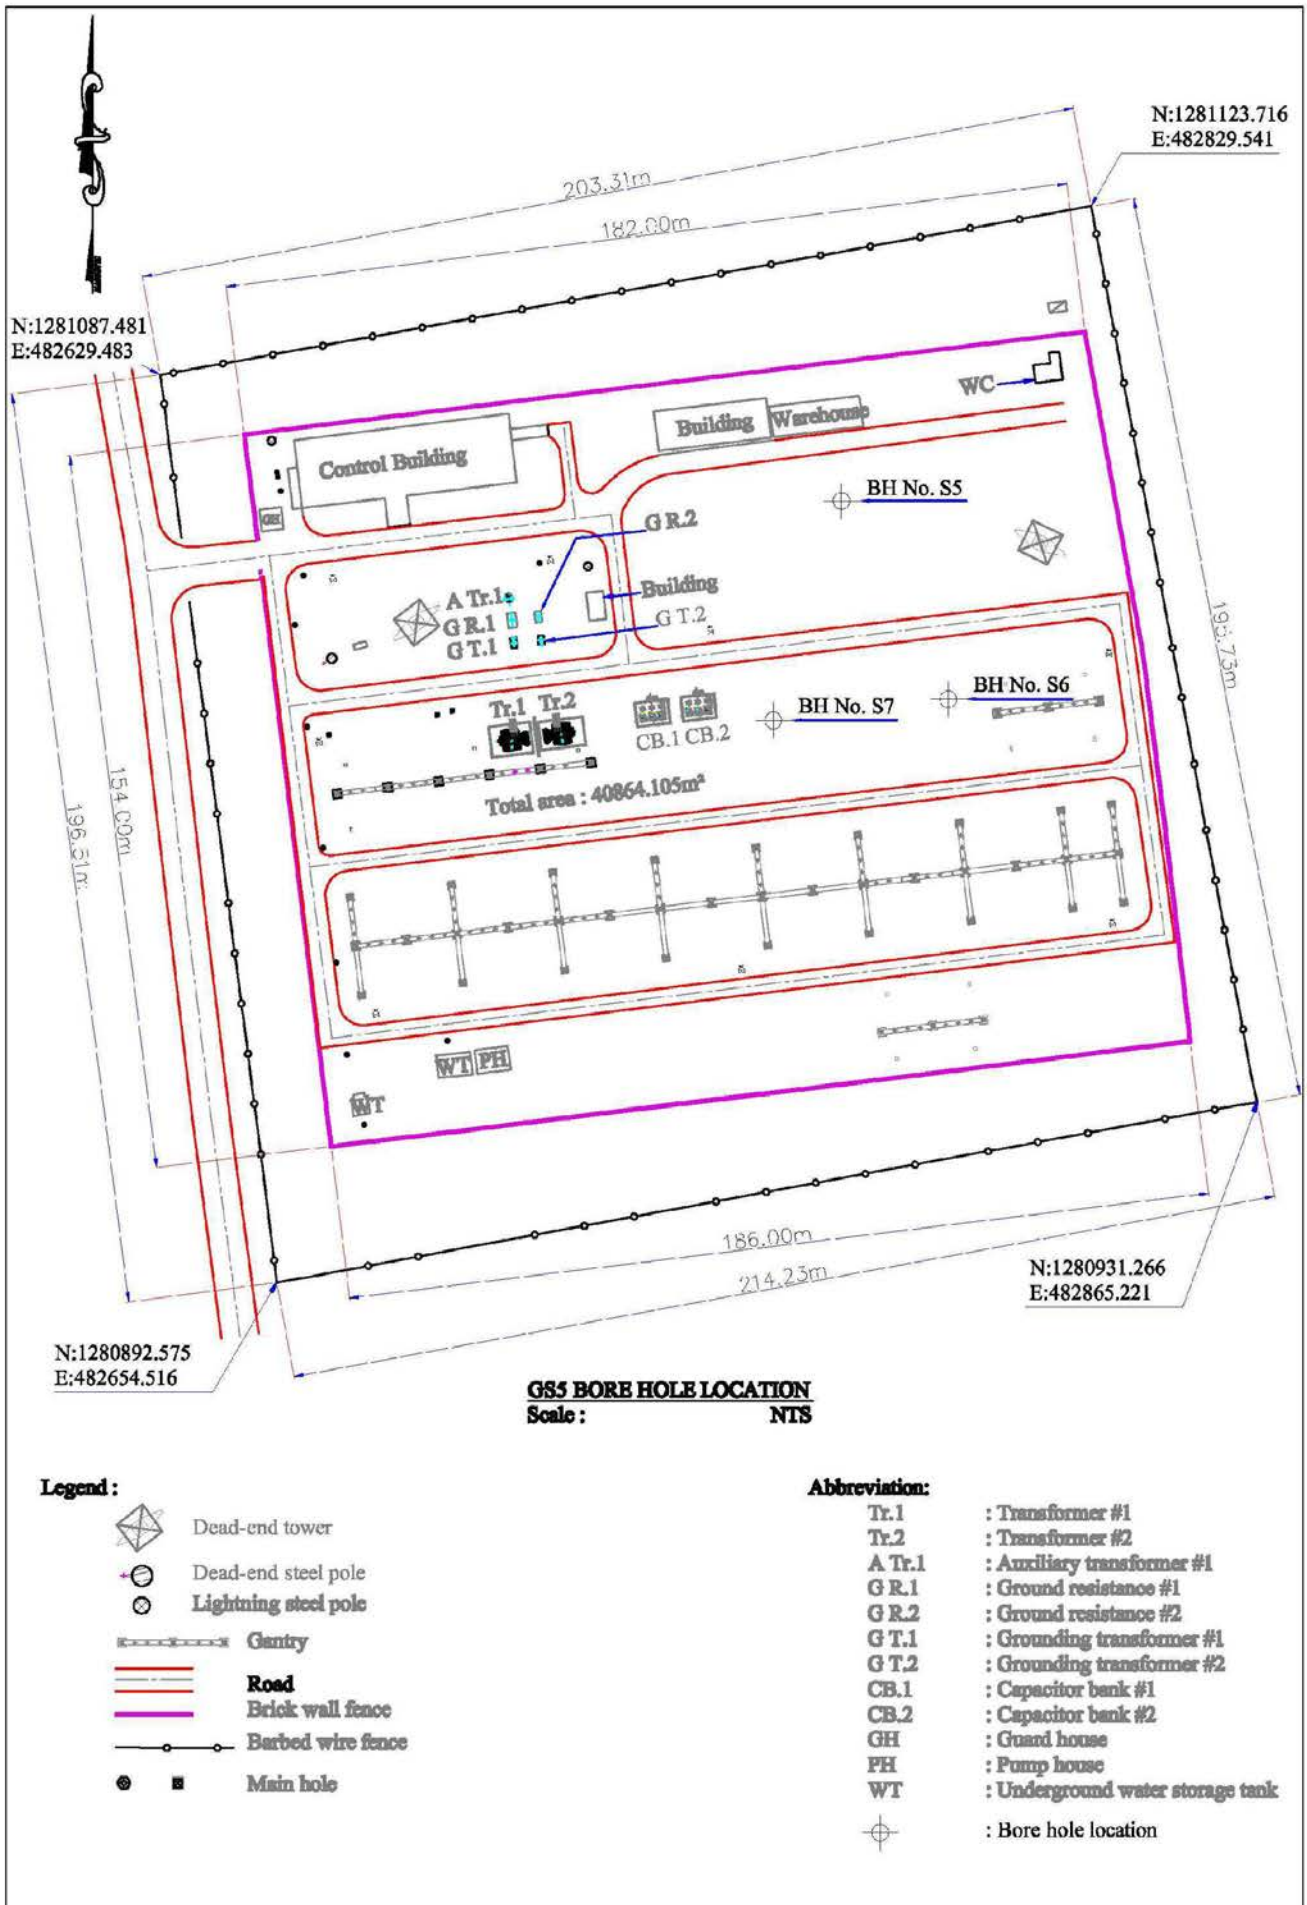 N:1281123.716
E:482829.541
203.31m
182.00m
N:1281087.481
E:482629.483
WC
Building
Warehouse
Control Building
BH No. S5
GH
G R.2
Building
A Tr.1
G R.1
G T.2
G T.1
195.73m
BH No. S6
Tr.1
Tr.2
BH No. S7
CB.1
CB.2
Total area : 40864.105m²
154.00m
196.51m
WT
PH
WT
186.00m
214.23m
N:1280931.266
E:482865.221
N:1280892.575
E:482654.516
GS5 BORE HOLE LOCATION
Scale : NTS
Legend :
Dead-end tower
Dead-end steel pole
Lightning steel pole
Gantry
Road
Brick wall fence
Barbed wire fence
Main hole
Abbreviation:
Tr.1 : Transformer #1
Tr.2 : Transformer #2
A Tr.1 : Auxiliary transformer #1
G R.1 : Ground resistance #1
G R.2 : Ground resistance #2
G T.1 : Grounding transformer #1
G T.2 : Grounding transformer #2
CB.1 : Capacitor bank #1
CB.2 : Capacitor bank #2
GH : Guard house
PH : Pump house
WT : Underground water storage tank
: Bore hole location